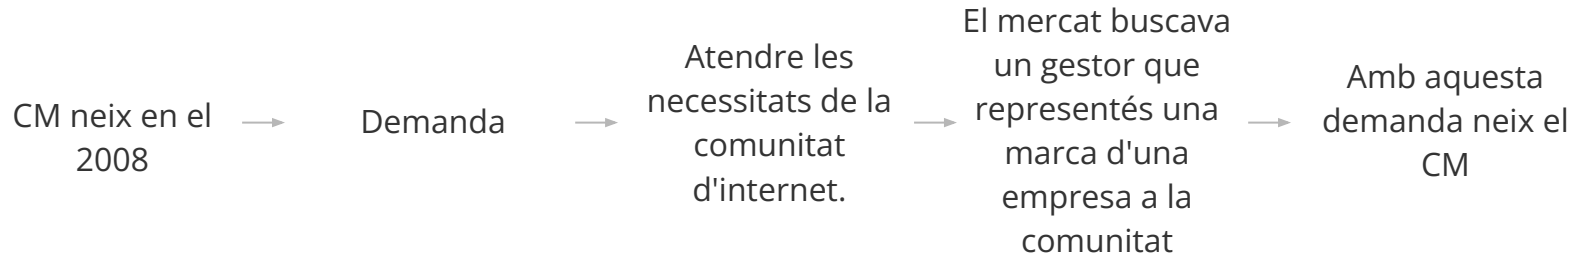 CM neix en el
2008
Demanda
Atendre les
necessitats de la
comunitat
d'internet.
El mercat buscava
un gestor que
representés una
marca d'una
empresa a la
comunitat
Amb aquesta
demanda neix el
CM